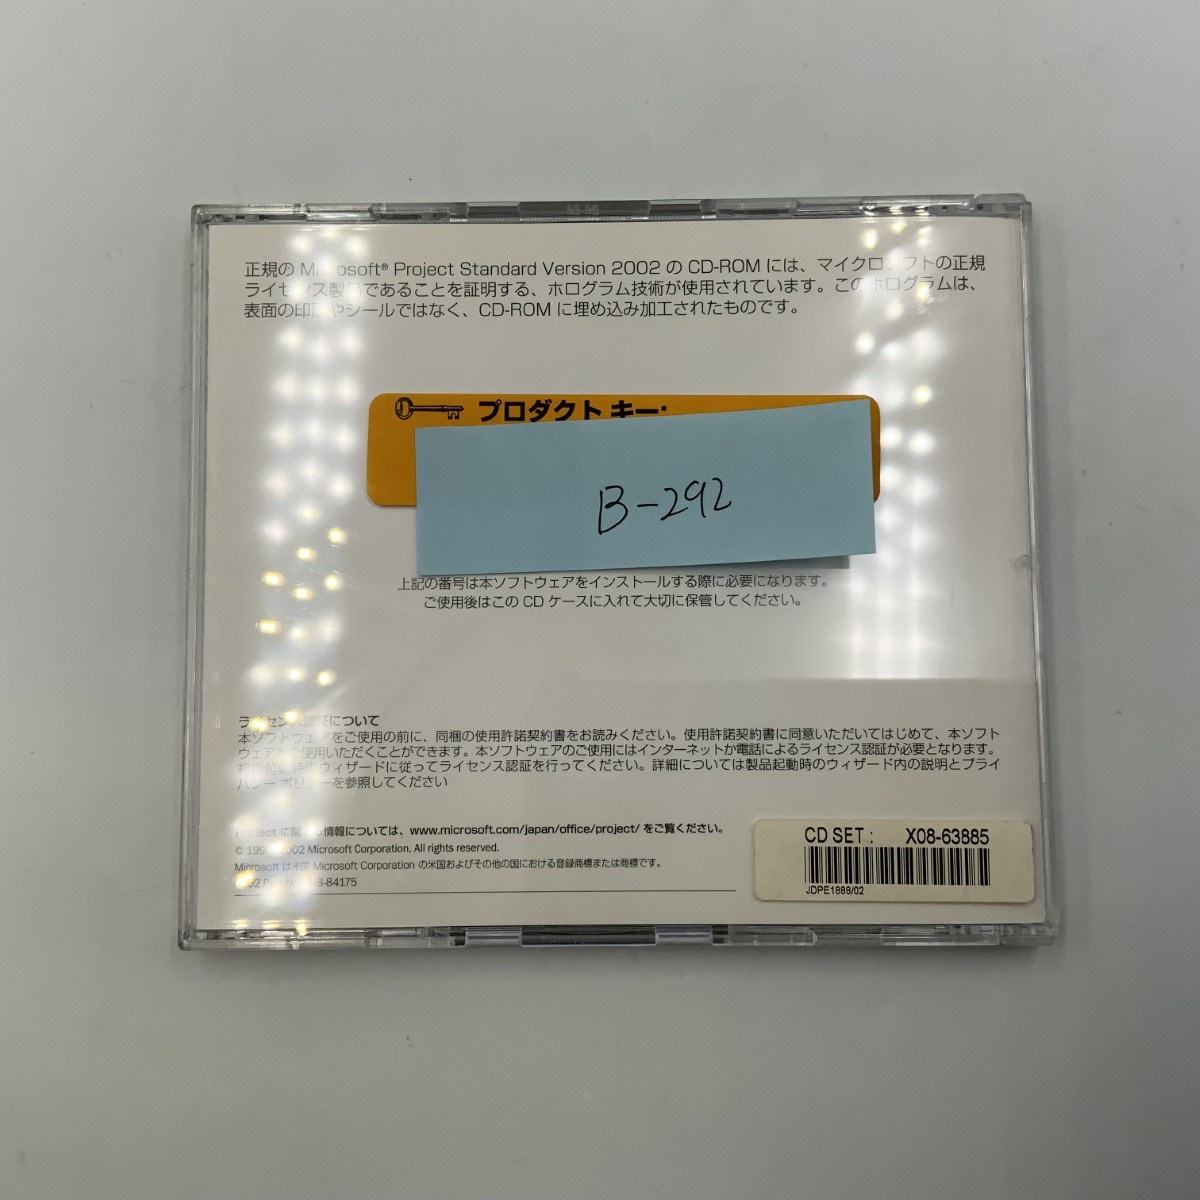 正規の Microsoft® Project Standard Version 2002 の CD-ROM には、マイクロソフトの正規
ライセンス製品であることを証明する、ホログラム技術が使用されています。このホログラムは、
表面の印刷やシールではなく、CD-ROM に埋め込み加工されたものです。
プロダクト キー:
B-292
上記の番号は本ソフトウェアをインストールする際に必要になります。
ご使用後はこの CD ケースに入れて大切に保管してください。
ライセンス認証について
本ソフトウェアをご使用の前に、同梱の使用許諾契約書をお読みください。使用許諾契約書に同意いただいてはじめて、本ソフト
ウェアをご使用いただくことができます。本ソフトウェアのご使用にはインターネットか電話によるライセンス認証が必要となります。
初回起動時のウィザードに従ってライセンス認証を行ってください。詳細については製品起動時のウィザード内の説明とプライ
バシー ポリシーを参照してください
Project に関する情報については、www.microsoft.com/japan/office/project/ をご覧ください。
© 2002 Microsoft Corporation. All rights reserved.
Microsoft は米国 Microsoft Corporation の米国およびその他の国における登録商標または商標です。
-84175
CD SET : X08-63885
JDPE1888/02